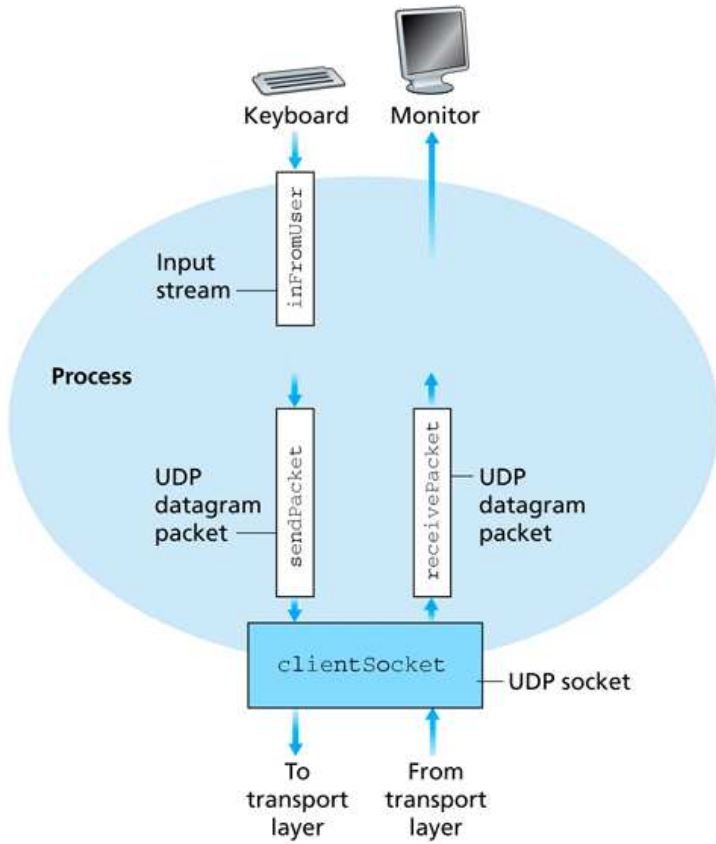 Keyboard
Monitor
inFromUser
Input
stream
Process
UDP
datagram
packet
sendPacket
receivePacket
UDP
datagram
packet
clientSocket
UDP socket
To
transport
layer
From
transport
layer